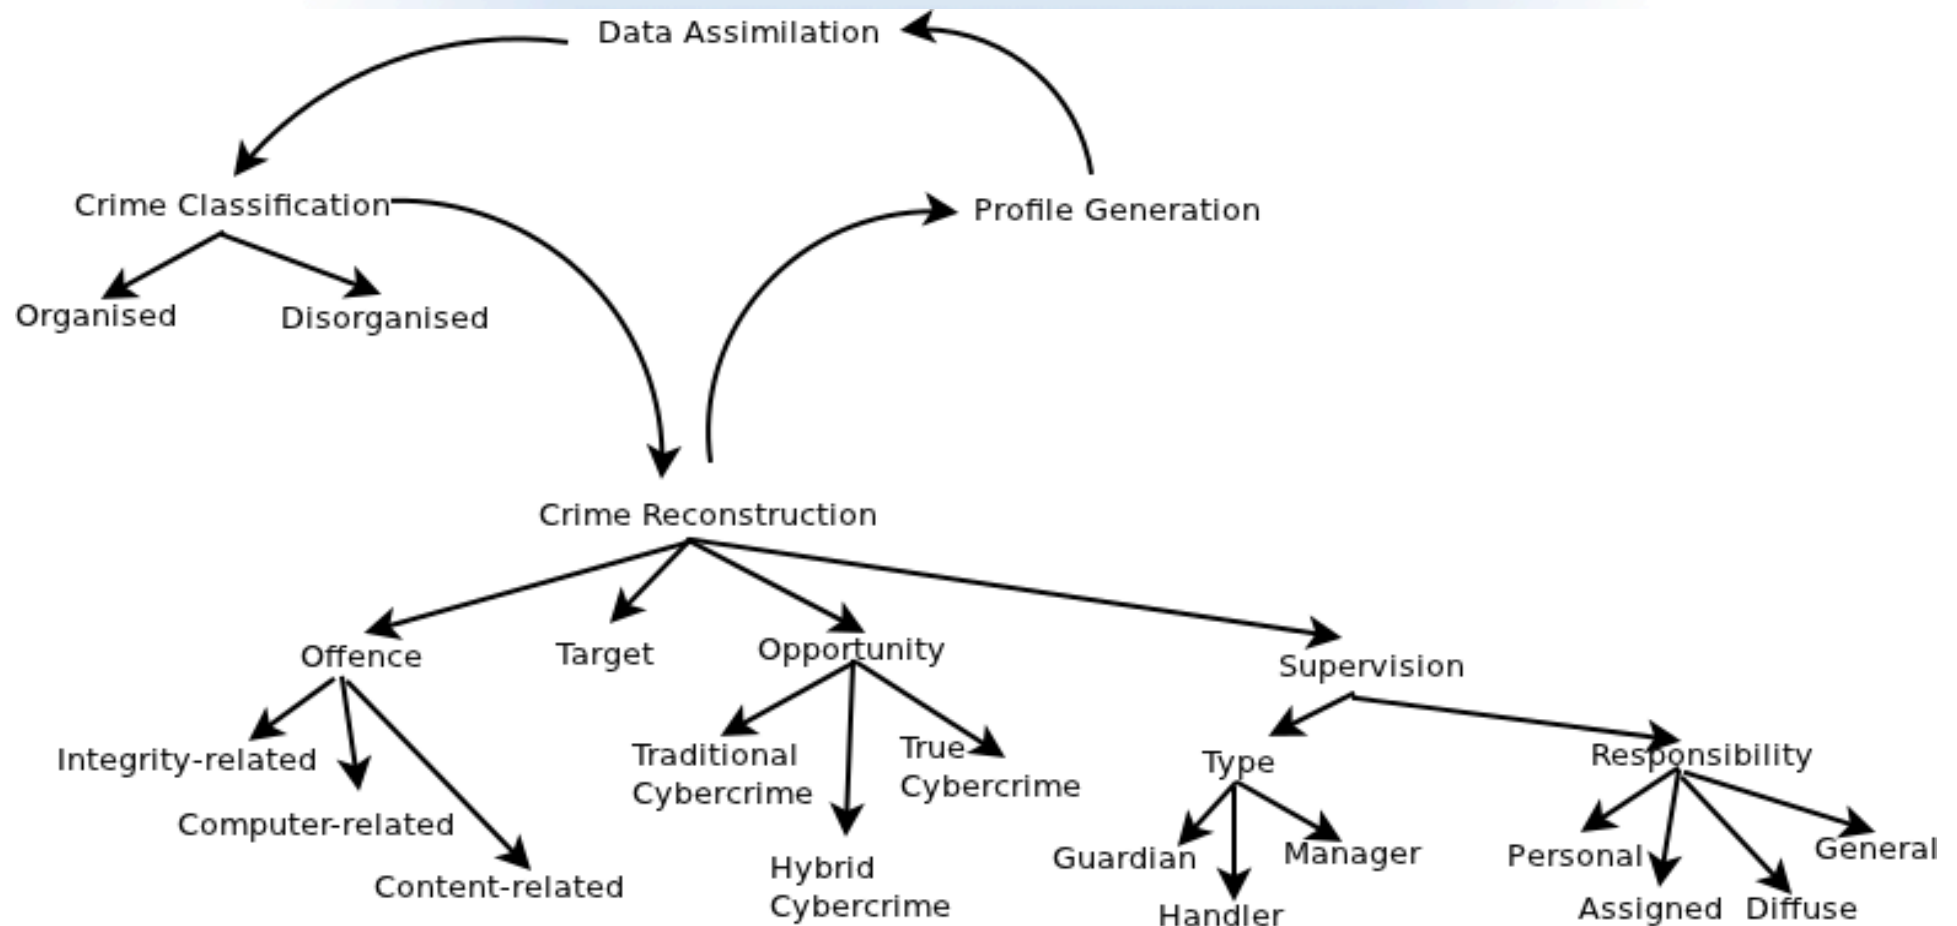 Data Assimilation
Crime Classification
Profile Generation
Organised
Disorganised
Crime Reconstruction
Offence
Target
Opportunity
Supervision
Integrity-related
Computer-related
Content-related
Traditional
Cybercrime
Hybrid
Cybercrime
True
Cybercrime
Type
Responsibility
Guardian
Handler
Manager
Personal
Assigned
Diffuse
General